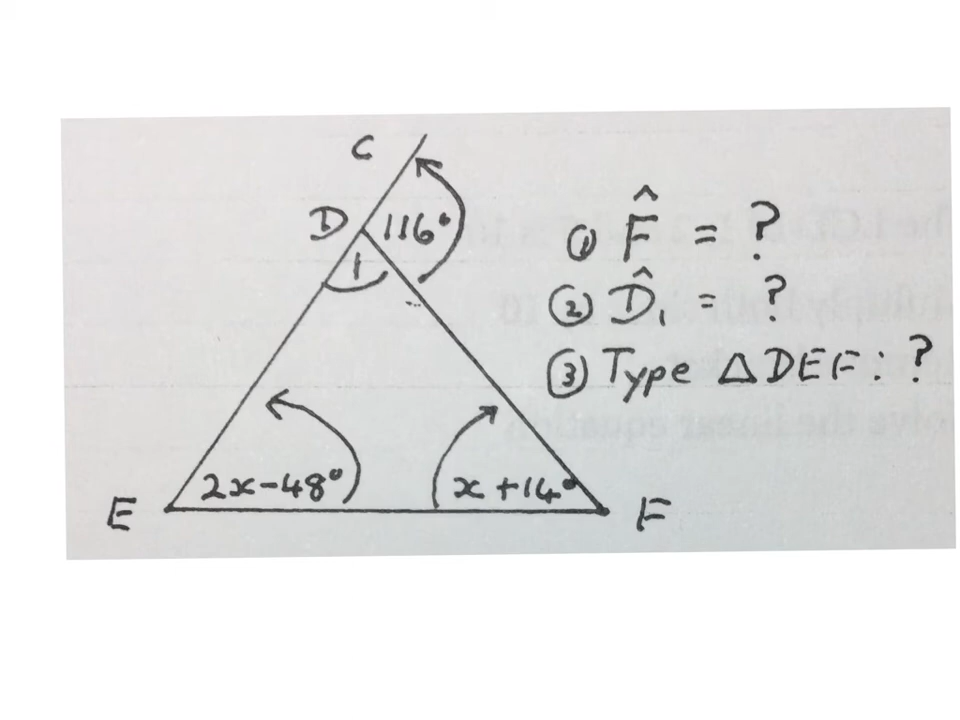 C
D 116°
1
① F̂ = ?
② D̂₁ = ?
③ Type △DEF: ?
2x-48° x+14°
E F